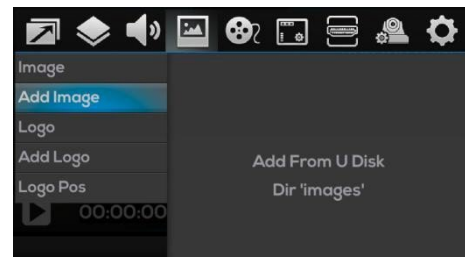 Image
Add Image
Logo
Add Logo
Logo Pos
00:00:00
Add From U Disk
Dir 'images'